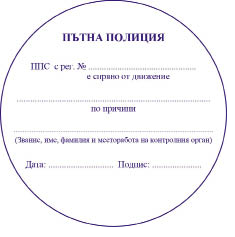 ПЪТНА ПОЛИЦИЯ
ППС с рег. № ................................................
е спряно от движение
................................................................................
по причини
................................................................................
(Звание, име, фамилия и месторабота на контролния орган)
Дата: ........................... Подпис: .....................